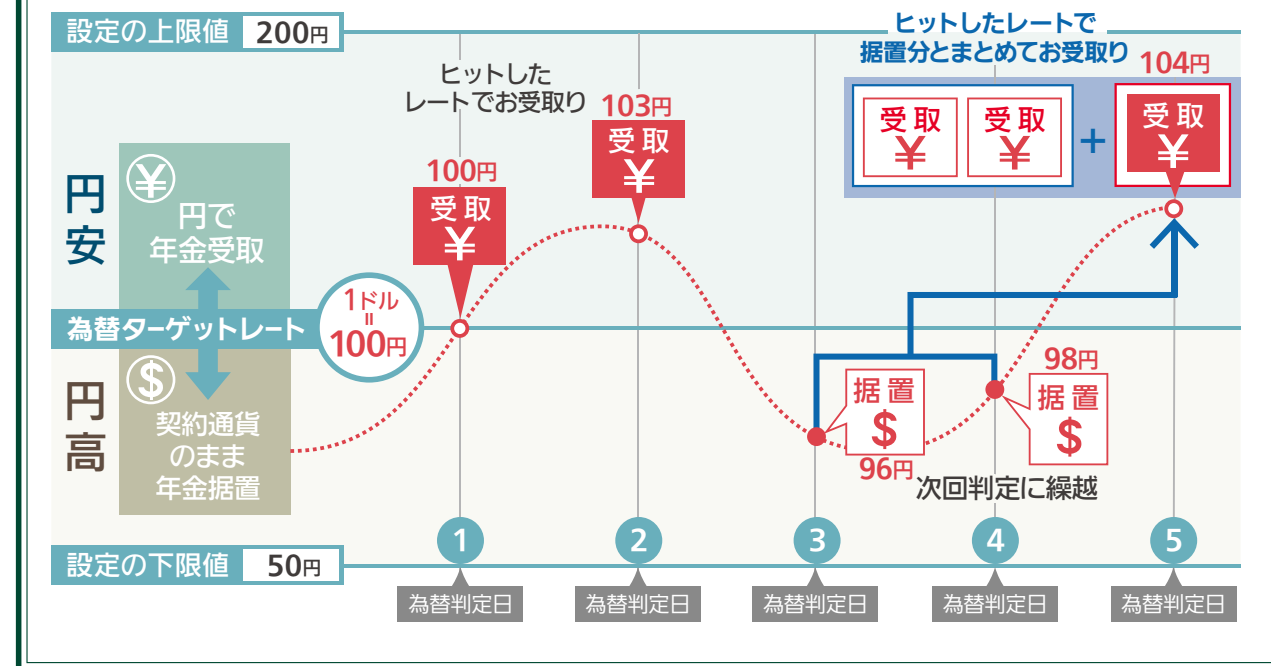 設定の上限値 200円
ヒットしたレートで
据置分とまとめてお受取り
104円
受取
¥
受取
¥
+
受取
¥
ヒットした
レートでお受取り
103円
受取
¥
100円
受取
¥
円安
¥
円で
年金受取
為替ターゲットレート
1ドル
=
100円
円高
$
契約通貨
のまま
年金据置
据置
$
96円
98円
据置
$
次回判定に繰越
設定の下限値 50円
1
2
3
4
5
為替判定日
為替判定日
為替判定日
為替判定日
為替判定日